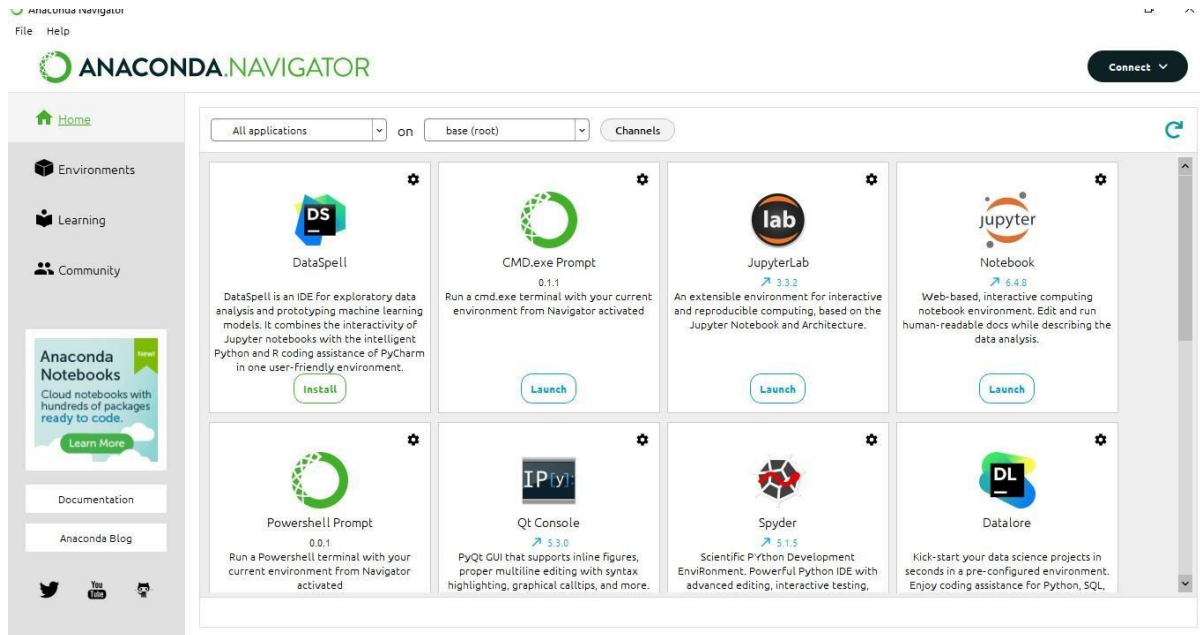 Anaconda Navigator
File Help
ANACONDA.NAVIGATOR
Connect
Home
Environments
Learning
Community
Anaconda
Notebooks
New!
Cloud notebooks with
hundreds of packages
ready to code.
Learn More
Documentation
Anaconda Blog
You
Tube
All applications on base (root) Channels
DS
DataSpell
DataSpell is an IDE for exploratory data
analysis and prototyping machine learning
models. It combines the interactivity of
Jupyter notebooks with the intelligent
Python and R coding assistance of PyCharm
in one user-friendly environment.
Install
CMD.exe Prompt
0.1.1
Run a cmd.exe terminal with your current
environment from Navigator activated
Launch
lab
JupyterLab
3.3.2
An extensible environment for interactive
and reproducible computing, based on the
Jupyter Notebook and Architecture.
Launch
jupyter
Notebook
6.4.8
Web-based, interactive computing
notebook environment. Edit and run
human-readable docs while describing the
data analysis.
Launch
Powershell Prompt
0.0.1
Run a Powershell terminal with your
current environment from Navigator
activated
IP[y]:
Qt Console
5.3.0
PyQt GUI that supports inline figures,
proper multiline editing with syntax
highlighting, graphical calltips, and more.
Spyder
5.1.5
Scientific PYthon Development
EnviRonment. Powerful Python IDE with
advanced editing, interactive testing,
DL
Datalore
Kick-start your data science projects in
seconds in a pre-configured environment.
Enjoy coding assistance for Python, SQL,